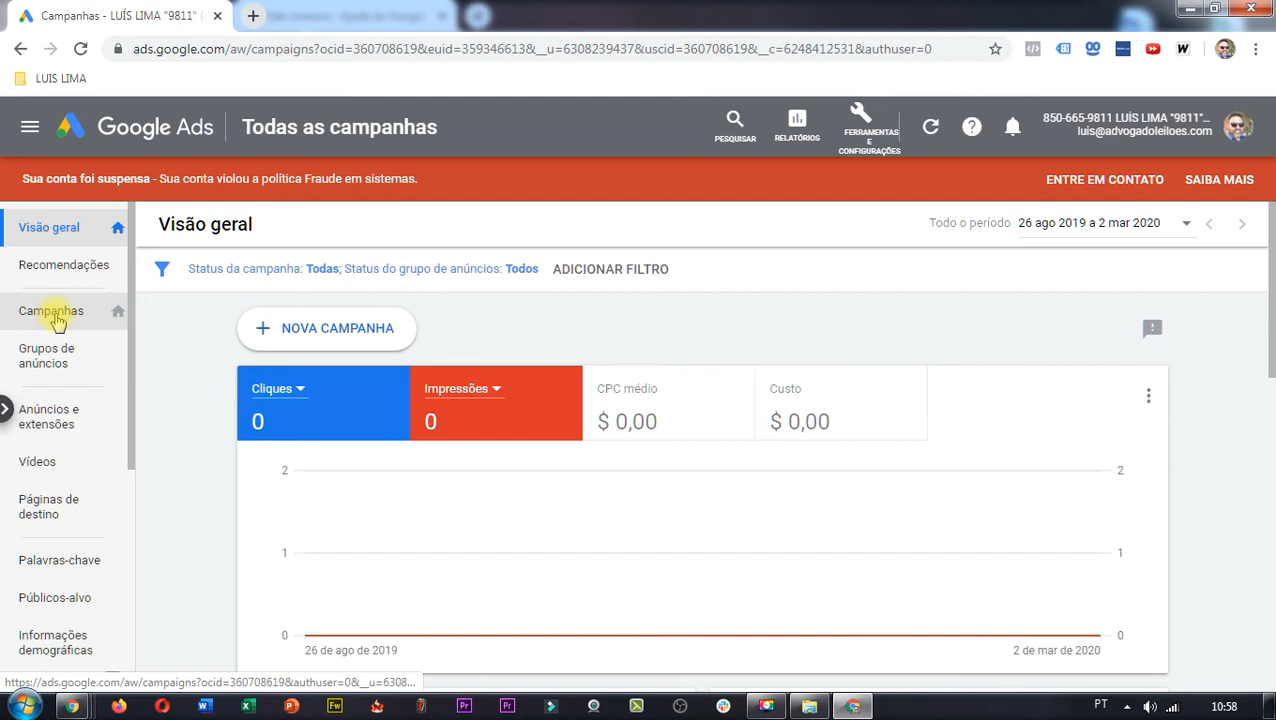 Campanhas - LUÍS LIMA "9811" (
ads.google.com/aw/campaigns?ocid=360708619&euid=359346613&__u=6308239437&uscid=360708619&__c=6248412531&authuser=0
LUIS LIMA
Google Ads
Todas as campanhas
PESQUISAR
RELATÓRIOS
FERRAMENTAS
E
CONFIGURAÇÕES
850-665-9811 LUÍS LIMA "9811"...
luis@advogadoleiloes.com
Sua conta foi suspensa - Sua conta violou a política Fraude em sistemas.
ENTRE EM CONTATO
SAIBA MAIS
Visão geral
Recomendações
Campanhas
Grupos de
anúncios
Anúncios e
extensões
Vídeos
Páginas de
destino
Palavras-chave
Públicos-alvo
Informações
demográficas
Visão geral
Todo o período
26 ago 2019 a 2 mar 2020
Status da campanha: Todas; Status do grupo de anúncios: Todos
ADICIONAR FILTRO
+ NOVA CAMPANHA
Cliques
0
Impressões
0
CPC médio
$ 0,00
Custo
$ 0,00
2
2
1
1
0
0
26 de ago de 2019
2 de mar de 2020
https://ads.google.com/aw/campaigns?ocid=360708619&authuser=0&__u=6308...
PT
10:58